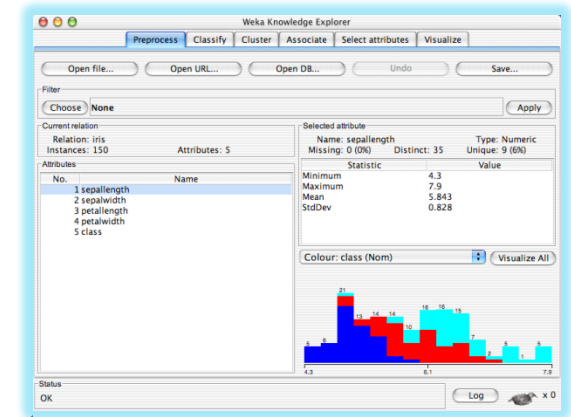 Weka Knowledge Explorer
Preprocess Classify Cluster Associate Select attributes Visualize
Open file... Open URL... Open DB... Undo Save...
Filter
Choose None Apply
Current relation
Relation: iris
Instances: 150 Attributes: 5
Attributes
No. Name
1 sepallength
2 sepalwidth
3 petallength
4 petalwidth
5 class
Selected attribute
Name: sepallength Type: Numeric
Missing: 0 (0%) Distinct: 35 Unique: 9 (6%)
Statistic Value
Minimum 4.3
Maximum 7.9
Mean 5.843
StdDev 0.828
Colour: class (Nom) Visualize All
21
16 16 15
13 14 14
10
7
5 6 5 5
2 1
4.3 6.1 7.9
Status
OK Log x 0